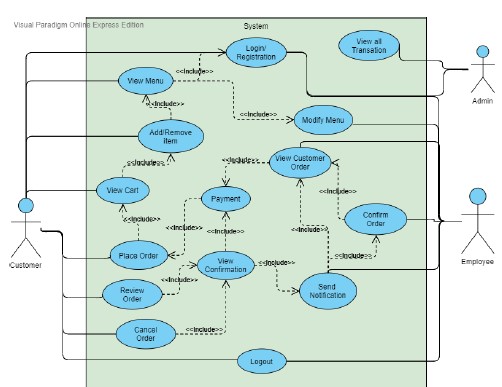 Visual Paradigm Online Express Edition
System
Login/
Registration
View all
Transation
<<Include>>
View Menu
<<Include>>
Admin
<<Include>>
Modify Menu
Add/Remove
item
<<Include>>
<<Include>>
View Customer
Order
<<Include>>
View Cart
Payment
<<Include>>
<<Include>>
Confirm
Order
Customer
<<Include>>
<<Include>>
Place Order
View
Confirmation
<<Include>>
<<Include>>
Employee
<<Include>>
<<Include>>
Review
Order
Send
Notification
Cancel
Order
<<Include>>
Logout